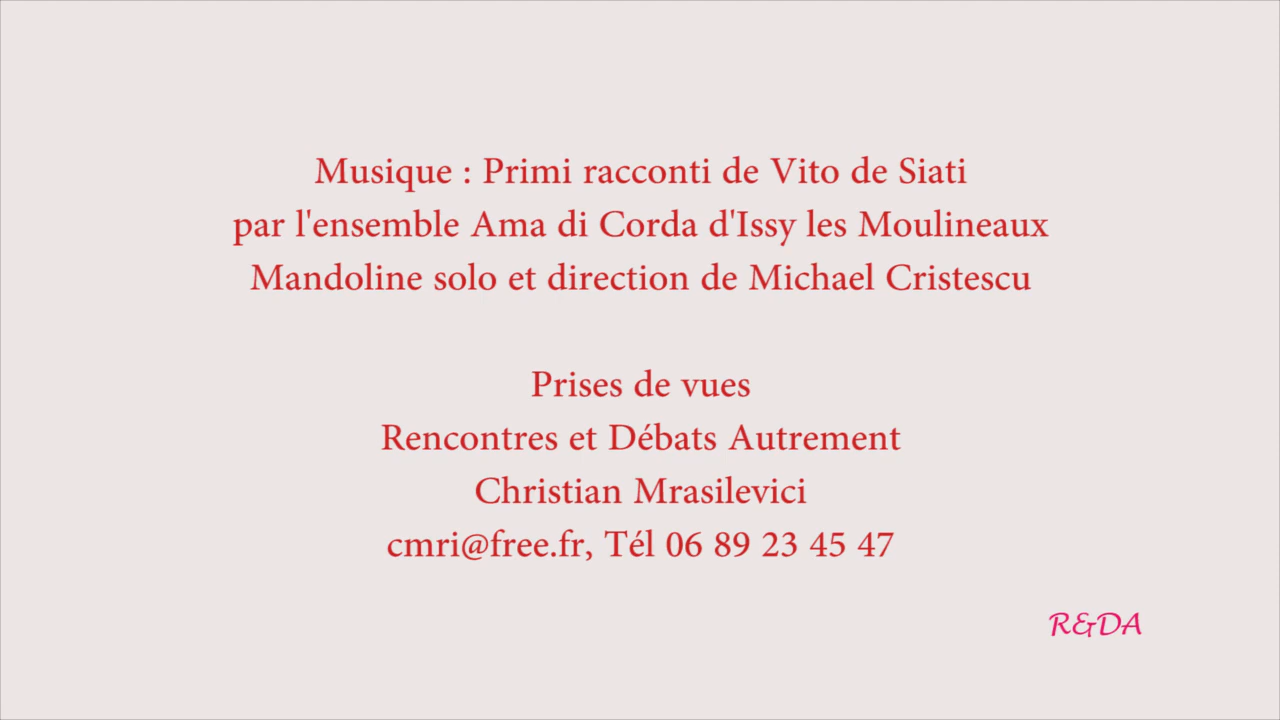 Musique : Primi racconti de Vito de Siati
par l'ensemble Ama di Corda d'Issy les Moulineaux
Mandoline solo et direction de Michael Cristescu
Prises de vues
Rencontres et Débats Autrement
Christian Mrasilevici
cmri@free.fr, Tél 06 89 23 45 47
R&DA